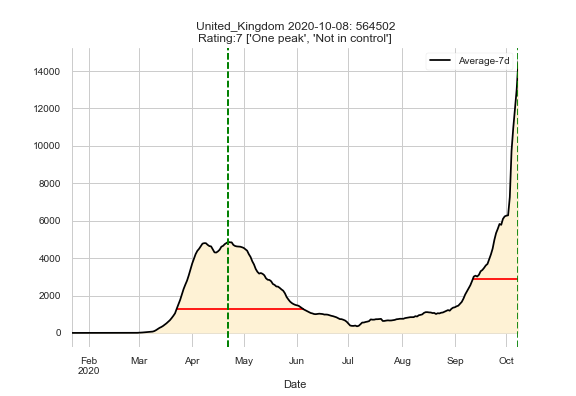 United_Kingdom 2020-10-08: 564502
Rating:7 ['One peak', 'Not in control']
Average-7d
14000
12000
10000
8000
6000
4000
2000
0
Feb Mar Apr May Jun Jul Aug Sep Oct
2020
Date